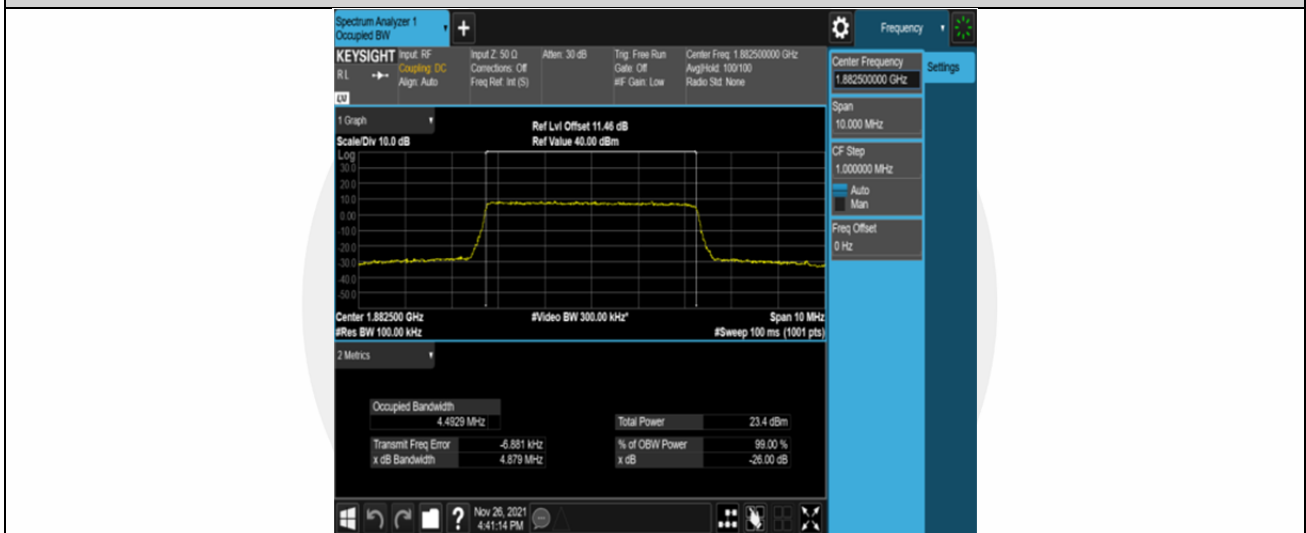 Spectrum Analyzer 1
Occupied BW
+
Frequency
KEYSIGHT
R L
LXI
Input: RF
Coupling: DC
Align: Auto
Input Z: 50 Ω
Corrections: Off
Freq Ref: Int (S)
Atten: 30 dB
Trig: Free Run
Gate: Off
#IF Gain: Low
Center Freq: 1.882500000 GHz
Avg|Hold: 100/100
Radio Std: None
Center Frequency
1.882500000 GHz
Settings
Span
10.000 MHz
CF Step
1.000000 MHz
Auto
Man
Freq Offset
0 Hz
1 Graph
Scale/Div 10.0 dB
Ref Lvl Offset 11.46 dB
Ref Value 40.00 dBm
Log
30.0
20.0
10.0
0.00
-10.0
-20.0
-30.0
-40.0
-50.0
Center 1.882500 GHz
#Video BW 300.00 kHz*
Span 10 MHz
#Res BW 100.00 kHz
#Sweep 100 ms (1001 pts)
2 Metrics
Occupied Bandwidth
4.4929 MHz
Total Power 23.4 dBm
Transmit Freq Error -6.881 kHz
% of OBW Power 99.00 %
x dB Bandwidth 4.879 MHz
x dB -26.00 dB
?
Nov 26, 2021
4:41:14 PM